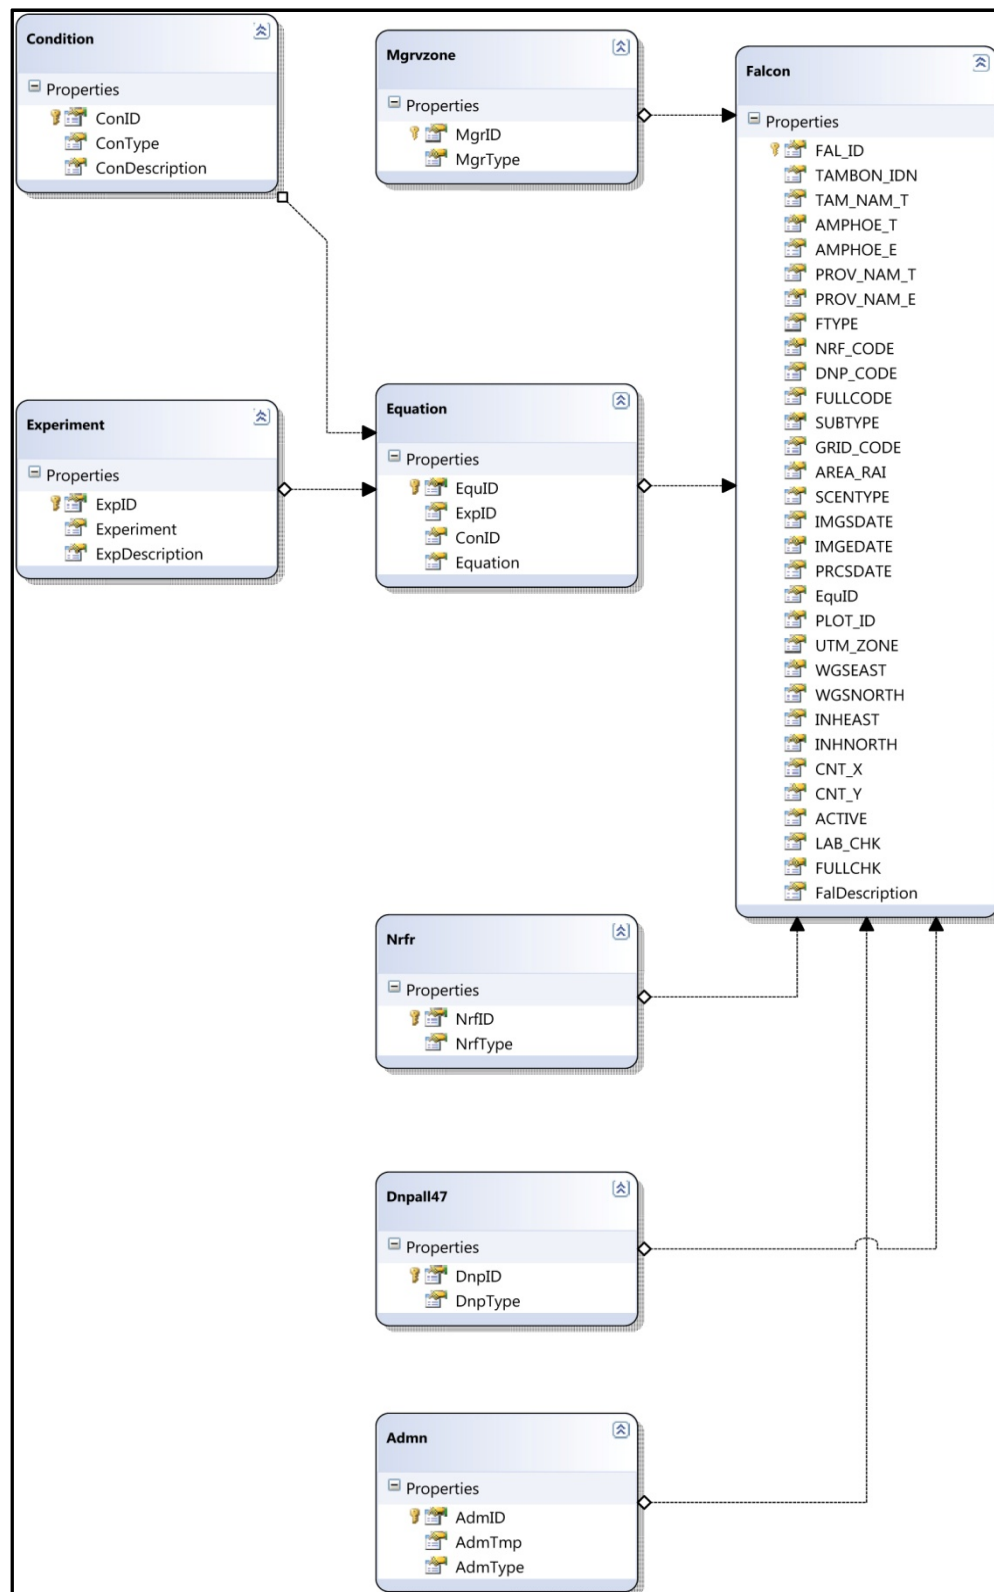 Condition
Properties
ConID
ConType
ConDescription
Mgrvzone
Properties
MgrID
MgrType
Falcon
Properties
FAL_ID
TAMBON_IDN
TAM_NAM_T
AMPHOE_T
AMPHOE_E
PROV_NAM_T
PROV_NAM_E
FTYPE
NRF_CODE
DNP_CODE
FULLCODE
SUBTYPE
GRID_CODE
AREA_RAI
SCENTYPE
IMGSDATE
IMGEDATE
PRCSDATE
EquID
PLOT_ID
UTM_ZONE
WGSEAST
WGSNORTH
INHEAST
INHNORTH
CNT_X
CNT_Y
ACTIVE
LAB_CHK
FULLCHK
FalDescription
Experiment
Properties
ExpID
Experiment
ExpDescription
Equation
Properties
EquID
ExpID
ConID
Equation
Nrfr
Properties
NrfID
NrfType
Dnpall47
Properties
DnpID
DnpType
Admn
Properties
AdmID
AdmTmp
AdmType